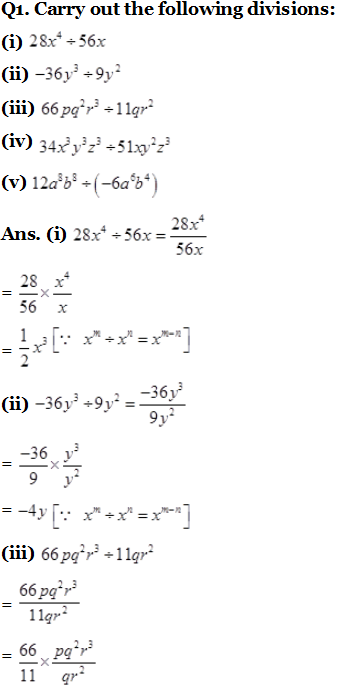 Q1. Carry out the following divisions:
(i) 28x⁴ ÷ 56x
(ii) −36y³ ÷ 9y²
(iii) 66pq²r³ ÷ 11qr²
(iv) 34x³y³z³ ÷ 51xy²z³
(v) 12a⁸b⁸ ÷ (−6a⁶b⁴)
Ans. (i) 28x⁴ ÷ 56x = 28x⁴/56x
= 28/56 × x⁴/x
= 1/2 x³ [∵ xᵐ ÷ xⁿ = xᵐ⁻ⁿ]
(ii) −36y³ ÷ 9y² = −36y³/9y²
= −36/9 × y³/y²
= −4y [∵ xᵐ ÷ xⁿ = xᵐ⁻ⁿ]
(iii) 66pq²r³ ÷ 11qr²
= 66pq²r³/11qr²
= 66/11 × pq²r³/qr²